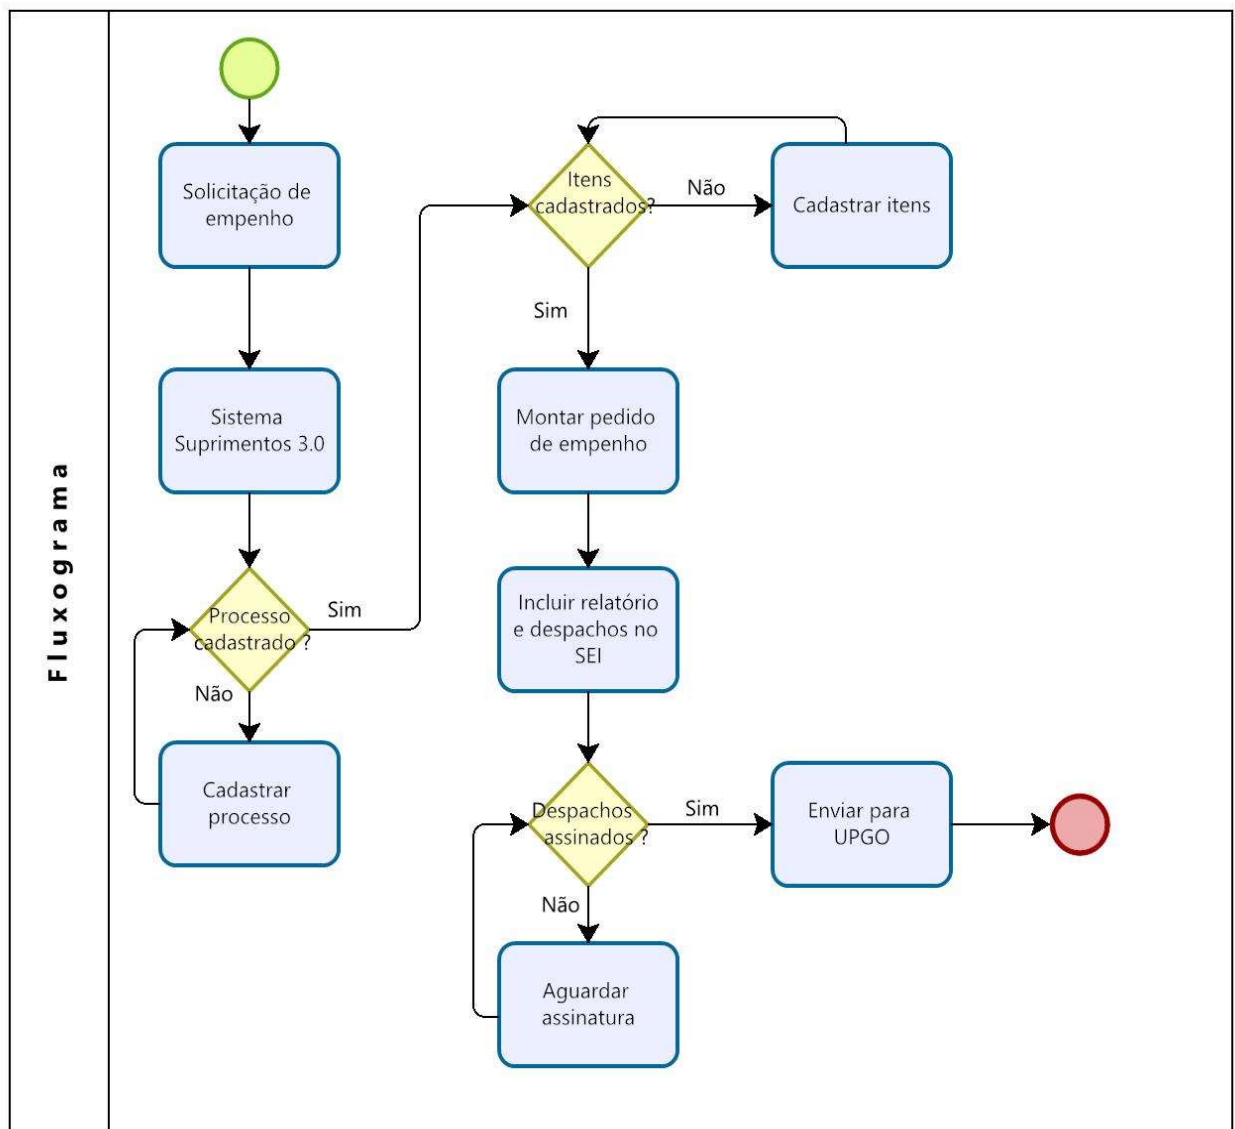 Fluxograma
Solicitação de
empenho
Sistema
Suprimentos 3.0
Processo
cadastrado ?
Sim
Não
Cadastrar
processo
Itens
cadastrados?
Não
Cadastrar itens
Sim
Montar pedido
de empenho
Incluir relatório
e despachos no
SEI
Despachos
assinados ?
Sim
Enviar para
UPGO
Não
Aguardar
assinatura